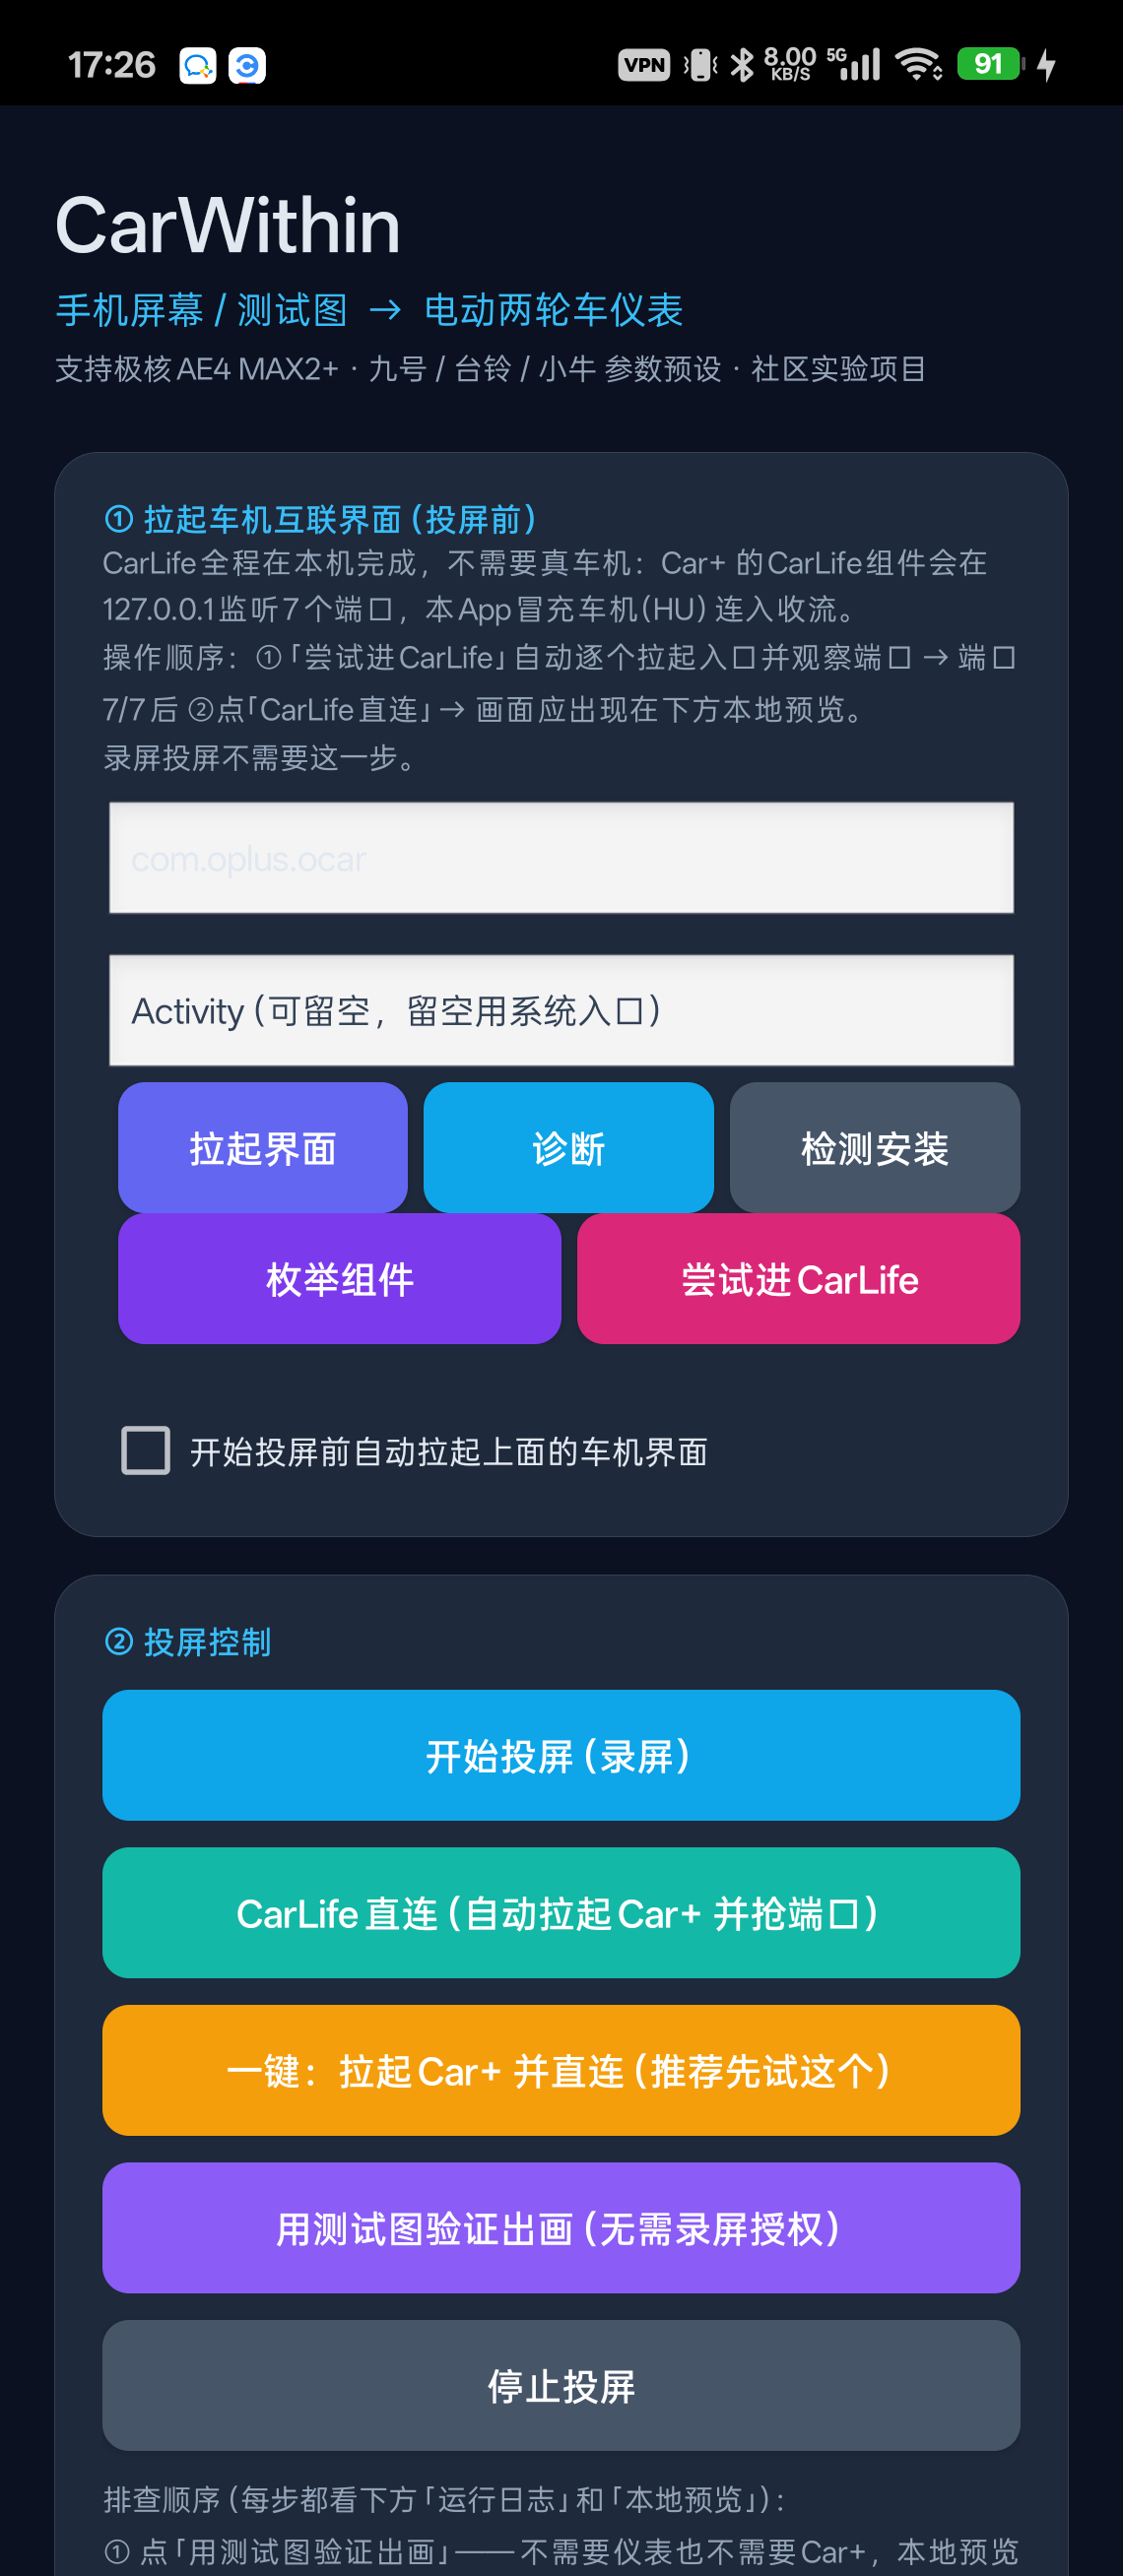 17:26 VPN 8.00 KB/S 5G 91
CarWithin
手机屏幕 / 测试图 → 电动两轮车仪表
支持极核AE4 MAX2+ · 九号 / 台铃 / 小牛 参数预设 · 社区实验项目
① 拉起车机互联界面 (投屏前)
CarLife全程在本机完成，不需要真车机：Car+ 的CarLife组件会在
127.0.0.1监听7个端口，本App冒充车机(HU) 连入收流。
操作顺序：①「尝试进CarLife」自动逐个拉起入口并观察端口 → 端口
7/7后 ②点「CarLife直连」→ 画面应出现在下方本地预览。
录屏投屏不需要这一步。
com.oplus.ocar
Activity (可留空，留空用系统入口)
拉起界面 诊断 检测安装
枚举组件 尝试进CarLife
开始投屏前自动拉起上面的车机界面
② 投屏控制
开始投屏 (录屏)
CarLife直连 (自动拉起Car+ 并抢端口)
一键：拉起Car+ 并直连 (推荐先试这个)
用测试图验证出画 (无需录屏授权)
停止投屏
排查顺序 (每步都看下方「运行日志」和「本地预览」)：
① 点「用测试图验证出画」—— 不需要仪表也不需要Car+，本地预览